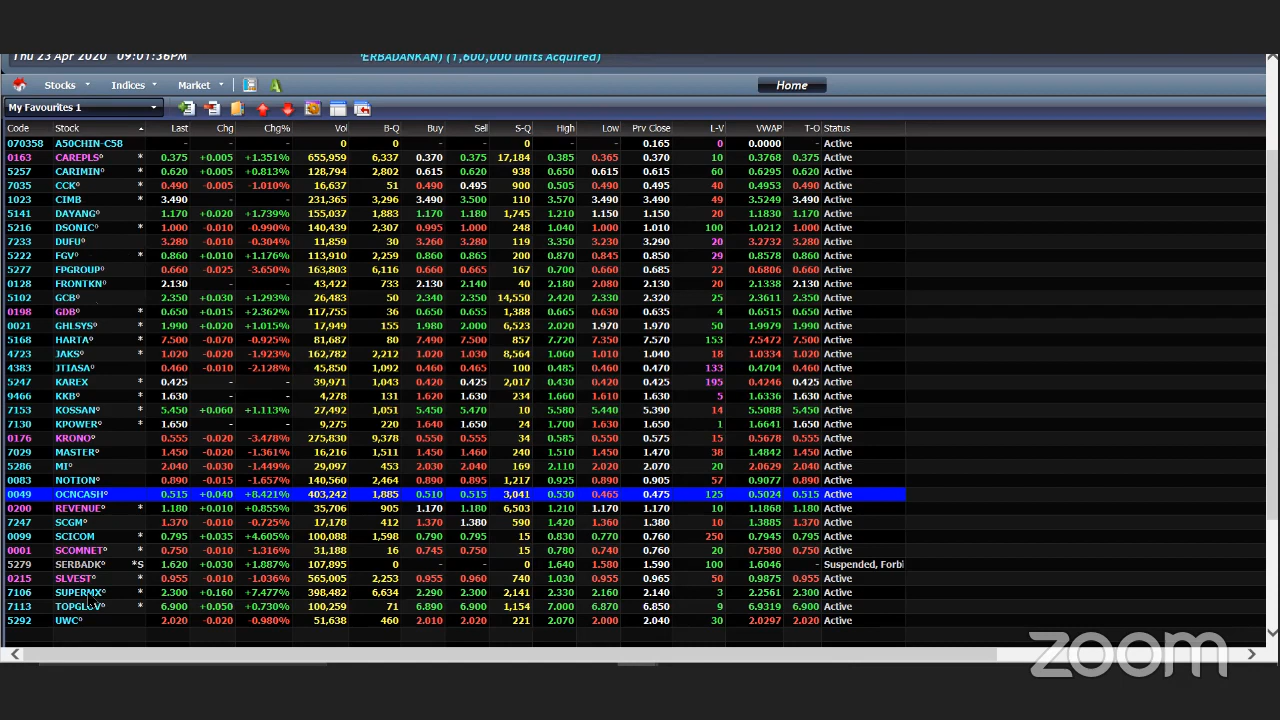 Thu 23 Apr 2020 09:01:36PM 'ERBADANKAN) (1,600,000 units Acquired)
Stocks Indices Market A Home
My Favourites 1
Code Stock Last Chg Chg% Vol B-Q Buy Sell S-Q High Low Prv Close L-V VWAP T-O Status
070358 A50CHIN-C58 - - - 0 0 - - 0 - - 0.165 0 0.0000 - Active
0163 CAREPLSº * 0.375 +0.005 +1.351% 655,959 6,337 0.370 0.375 17,184 0.385 0.365 0.370 10 0.3768 0.375 Active
5257 CARIMINº * 0.620 +0.005 +0.813% 128,794 2,802 0.615 0.620 938 0.650 0.615 0.615 60 0.6295 0.620 Active
7035 CCKº * 0.490 -0.005 -1.010% 16,637 51 0.490 0.495 900 0.505 0.490 0.495 40 0.4953 0.490 Active
1023 CIMB * 3.490 - - 231,365 3,296 3.490 3.500 110 3.570 3.490 3.490 49 3.5249 3.490 Active
5141 DAYANGº 1.170 +0.020 +1.739% 155,037 1,883 1.170 1.180 1,745 1.210 1.150 1.150 20 1.1830 1.170 Active
5216 DSONICº * 1.000 -0.010 -0.990% 140,439 2,307 0.995 1.000 248 1.040 1.000 1.010 100 1.0212 1.000 Active
7233 DUFUº 3.280 -0.010 -0.304% 11,859 30 3.260 3.280 119 3.350 3.230 3.290 20 3.2732 3.280 Active
5222 FGVº * 0.860 +0.010 +1.176% 113,910 2,259 0.860 0.865 200 0.870 0.845 0.850 29 0.8578 0.860 Active
5277 FPGROUPº 0.660 -0.025 -3.650% 163,803 6,116 0.660 0.665 167 0.700 0.660 0.685 22 0.6806 0.660 Active
0128 FRONTKNº 2.130 - - 43,422 733 2.130 2.140 40 2.180 2.080 2.130 20 2.1338 2.130 Active
5102 GCBº 2.350 +0.030 +1.293% 26,483 50 2.340 2.350 14,550 2.420 2.330 2.320 25 2.3611 2.350 Active
0198 GDBº * 0.650 +0.015 +2.362% 117,755 36 0.650 0.655 1,388 0.665 0.630 0.635 4 0.6515 0.650 Active
0021 GHLSYSº * 1.990 +0.020 +1.015% 17,949 155 1.980 2.000 6,523 2.020 1.970 1.970 50 1.9979 1.990 Active
5168 HARTAº * 7.500 -0.070 -0.925% 81,687 80 7.490 7.500 857 7.720 7.350 7.570 153 7.5472 7.500 Active
4723 JAKSº * 1.020 -0.020 -1.923% 162,782 2,212 1.020 1.030 8,564 1.060 1.010 1.040 18 1.0334 1.020 Active
4383 JTIASAº 0.460 -0.010 -2.128% 45,850 1,092 0.460 0.465 100 0.485 0.460 0.470 133 0.4704 0.460 Active
5247 KAREX * 0.425 - - 39,971 1,043 0.420 0.425 2,017 0.430 0.420 0.425 195 0.4246 0.425 Active
9466 KKBº * 1.630 - - 4,278 131 1.620 1.630 234 1.660 1.610 1.630 5 1.6336 1.630 Active
7153 KOSSANº * 5.450 +0.060 +1.113% 27,492 1,051 5.450 5.470 10 5.580 5.440 5.390 14 5.5088 5.450 Active
7130 KPOWERº * 1.650 - - 9,275 220 1.640 1.650 24 1.700 1.630 1.650 1 1.6641 1.650 Active
0176 KRONOº 0.555 -0.020 -3.478% 275,830 9,378 0.550 0.555 34 0.585 0.550 0.575 15 0.5678 0.555 Active
7029 MASTERº 1.450 -0.020 -1.361% 16,216 1,511 1.450 1.460 240 1.510 1.450 1.470 38 1.4842 1.450 Active
5286 MIº 2.040 -0.030 -1.449% 29,097 453 2.030 2.040 169 2.110 2.020 2.070 20 2.0629 2.040 Active
0083 NOTIONº 0.890 -0.015 -1.657% 140,560 2,464 0.890 0.895 1,217 0.925 0.890 0.905 57 0.9077 0.890 Active
0049 OCNCASHº 0.515 +0.040 +8.421% 403,242 1,885 0.510 0.515 3,041 0.530 0.465 0.475 125 0.5024 0.515 Active
0200 REVENUEº * 1.180 +0.010 +0.855% 35,706 905 1.170 1.180 6,503 1.210 1.170 1.170 10 1.1868 1.180 Active
7247 SCGMº 1.370 -0.010 -0.725% 17,178 412 1.370 1.380 590 1.420 1.360 1.380 10 1.3885 1.370 Active
0099 SCICOM * 0.795 +0.035 +4.605% 100,088 2,598 0.790 0.795 15 0.830 0.770 0.760 250 0.7945 0.795 Active
0001 SCOMNETº * 0.750 -0.010 -1.316% 31,188 16 0.745 0.750 15 0.780 0.740 0.760 20 0.7580 0.750 Active
5279 SERBADKº *S 1.620 +0.030 +1.887% 107,895 0 - - 0 1.640 1.580 1.590 100 1.6046 - Suspended, Forbi
0215 SLVESTº * 0.955 -0.010 -1.036% 565,005 2,253 0.955 0.960 740 1.030 0.955 0.965 50 0.9875 0.955 Active
7106 SUPERMXº * 2.300 +0.160 +7.477% 398,482 6,634 2.290 2.300 2,141 2.330 2.160 2.140 3 2.2561 2.300 Active
7113 TOPGLOVº * 6.900 +0.050 +0.730% 100,259 71 6.890 6.900 1,154 7.000 6.870 6.850 9 6.9319 6.900 Active
5292 UWCº 2.020 -0.020 -0.980% 51,638 460 2.010 2.020 221 2.070 2.000 2.040 30 2.0297 2.020 Active
zoom